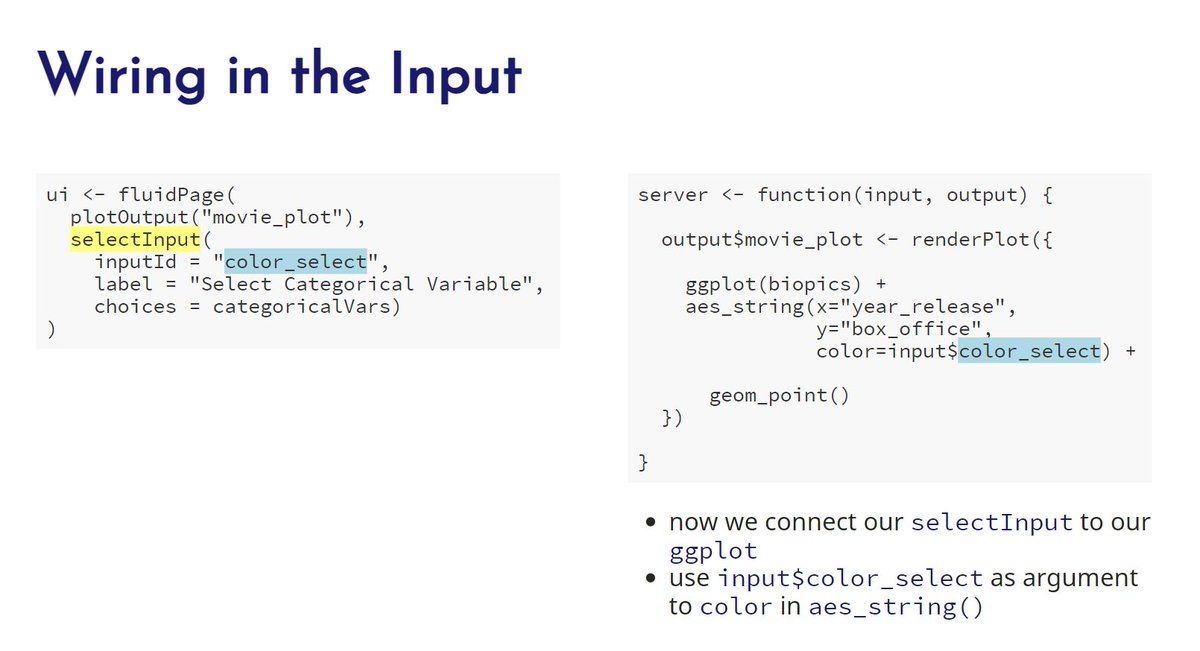 Wiring in the Input
ui <- fluidPage(
  plotOutput("movie_plot"),
  selectInput(
    inputId = "color_select",
    label = "Select Categorical Variable",
    choices = categoricalVars)
)
server <- function(input, output) {
  output$movie_plot <- renderPlot({
    ggplot(biopics) +
    aes_string(x="year_release",
               y="box_office",
               color=input$color_select) +
      geom_point()
  })
}
• now we connect our selectInput to our
ggplot
• use input$color_select as argument
to color in aes_string()